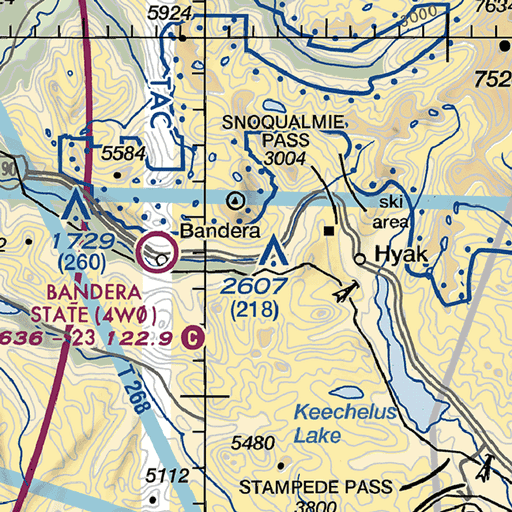 5924
3000
7634
752
TAC
SNOQUALMIE
PASS
3004
5584
90
ski
area
Bandera
Hyak
1729
(260)
2607
(218)
BANDERA
STATE (4W0)
636 - 23 122.9 C
T 268
Keechelus
Lake
5480
5112
STAMPEDE PASS
3800